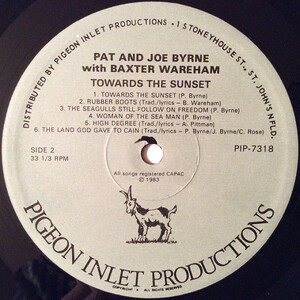 DISTRIBUTED BY PIGEON INLET PRODUCTIONS - 1 STONEYHOUSE ST., ST. JOHN'S NFLD.
PAT AND JOE BYRNE
with BAXTER WAREHAM
TOWARDS THE SUNSET
1. TOWARDS THE SUNSET (P. Byrne)
2. RUBBER BOOTS (Trad./lyrics - B. Wareham)
3. THE SEAGULLS STILL FOLLOW ON FREEDOM (P. Byrne)
4. WOMAN OF THE SEA MAN (P. Byrne)
5. HIGH DEGREE (Trad./lyrics - A. Pittman)
6. THE LAND GOD GAVE TO CAIN (Trad./lyrics - P. Byrne/J. Byrne/C. Rose)
SIDE 2
33 1/3 RPM
PIP-7318
All songs registered CAPAC
© 1983
PIGEON INLET PRODUCTIONS